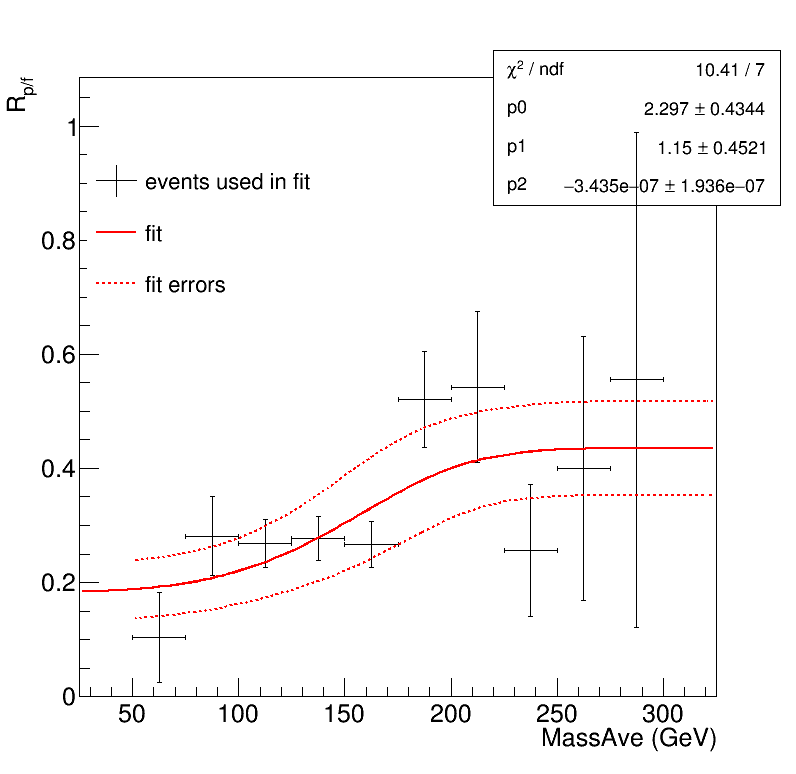 R_p/f
χ² / ndf 10.41 / 7
p0 2.297 ± 0.4344
p1 1.15 ± 0.4521
p2 −3.435e−07 ± 1.936e−07
events used in fit
fit
fit errors
1
0.8
0.6
0.4
0.2
0
50 100 150 200 250 300
MassAve (GeV)